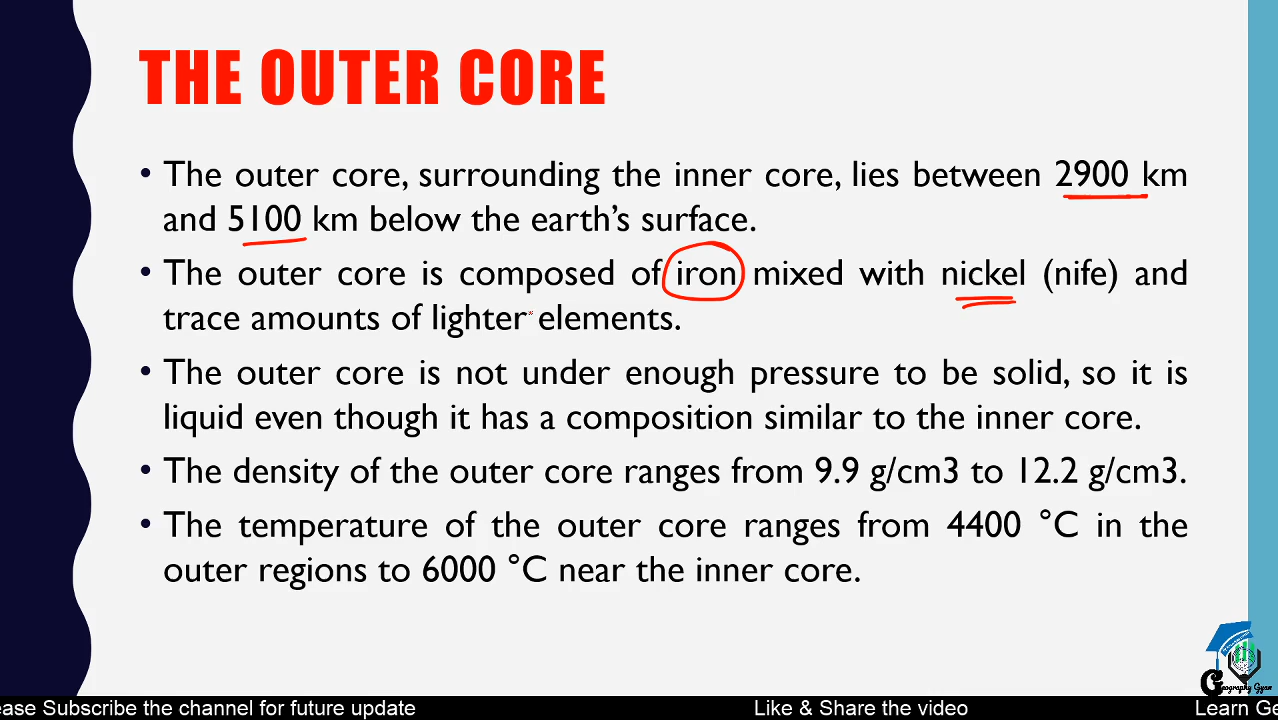 THE OUTER CORE
• The outer core, surrounding the inner core, lies between 2900 km
and 5100 km below the earth's surface.
• The outer core is composed of iron mixed with nickel (nife) and
trace amounts of lighter elements.
• The outer core is not under enough pressure to be solid, so it is
liquid even though it has a composition similar to the inner core.
• The density of the outer core ranges from 9.9 g/cm3 to 12.2 g/cm3.
• The temperature of the outer core ranges from 4400 °C in the
outer regions to 6000 °C near the inner core.
Geography Gyan
ease Subscribe the channel for future update Like & Share the video Learn Ge